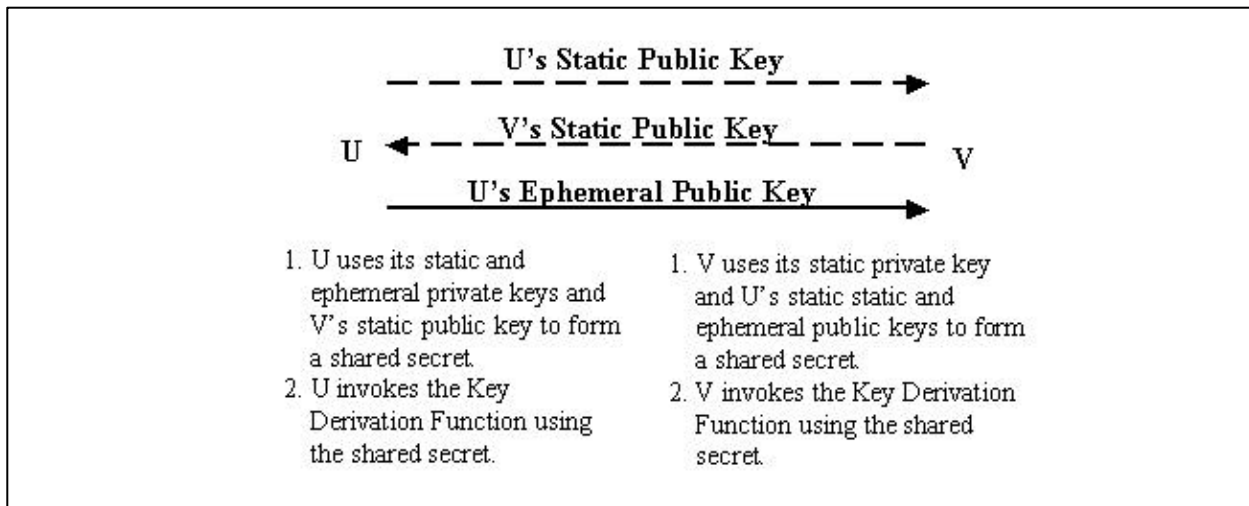 U's Static Public Key
V's Static Public Key
U
V
U's Ephemeral Public Key
1. U uses its static and
ephemeral private keys and
V's static public key to form
a shared secret.
2. U invokes the Key
Derivation Function using
the shared secret.
1. V uses its static private key
and U's static static and
ephemeral public keys to form
a shared secret.
2. V invokes the Key Derivation
Function using the shared
secret.